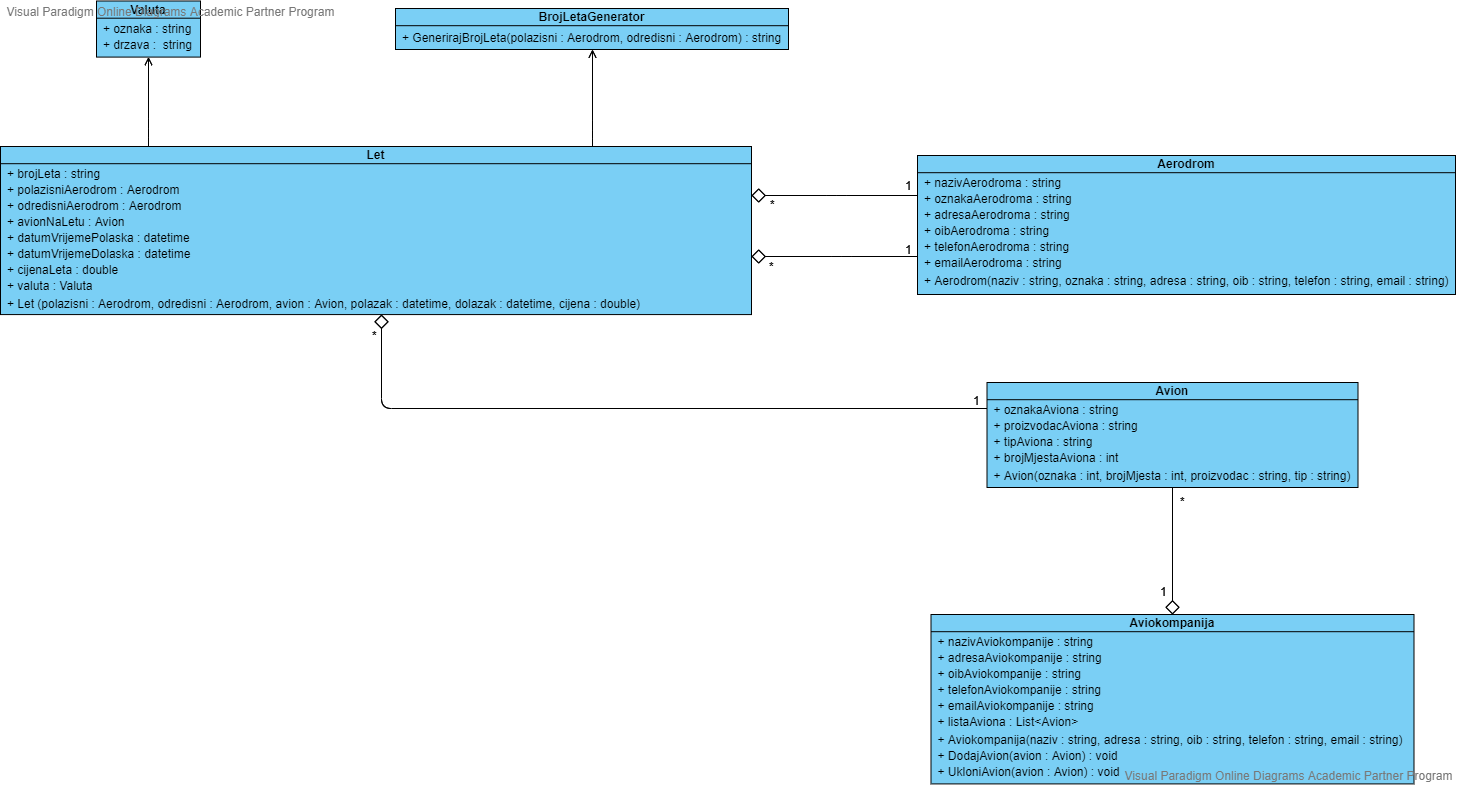 Visual Paradigm Online Diagrams Academic Partner Program
Valuta
+ oznaka : string
+ drzava :  string
BrojLetaGenerator
+ GenerirajBrojLeta(polazisni : Aerodrom, odredisni : Aerodrom) : string
Let
+ brojLeta : string
+ polazisniAerodrom : Aerodrom
+ odredisniAerodrom : Aerodrom
+ avionNaLetu : Avion
+ datumVrijemePolaska : datetime
+ datumVrijemeDolaska : datetime
+ cijenaLeta : double
+ valuta : Valuta
+ Let (polazisni : Aerodrom, odredisni : Aerodrom, avion : Avion, polazak : datetime, dolazak : datetime, cijena : double)
*
1
*
1
Aerodrom
+ nazivAerodroma : string
+ oznakaAerodroma : string
+ adresaAerodroma : string
+ oibAerodroma : string
+ telefonAerodroma : string
+ emailAerodroma : string
+ Aerodrom(naziv : string, oznaka : string, adresa : string, oib : string, telefon : string, email : string)
*
1
Avion
+ oznakaAviona : string
+ proizvodacAviona : string
+ tipAviona : string
+ brojMjestaAviona : int
+ Avion(oznaka : int, brojMjesta : int, proizvodac : string, tip : string)
*
1
Aviokompanija
+ nazivAviokompanije : string
+ adresaAviokompanije : string
+ oibAviokompanije : string
+ telefonAviokompanije : string
+ emailAviokompanije : string
+ listaAviona : List<Avion>
+ Aviokompanija(naziv : string, adresa : string, oib : string, telefon : string, email : string)
+ DodajAvion(avion : Avion) : void
+ UkloniAvion(avion : Avion) : void
Visual Paradigm Online Diagrams Academic Partner Program